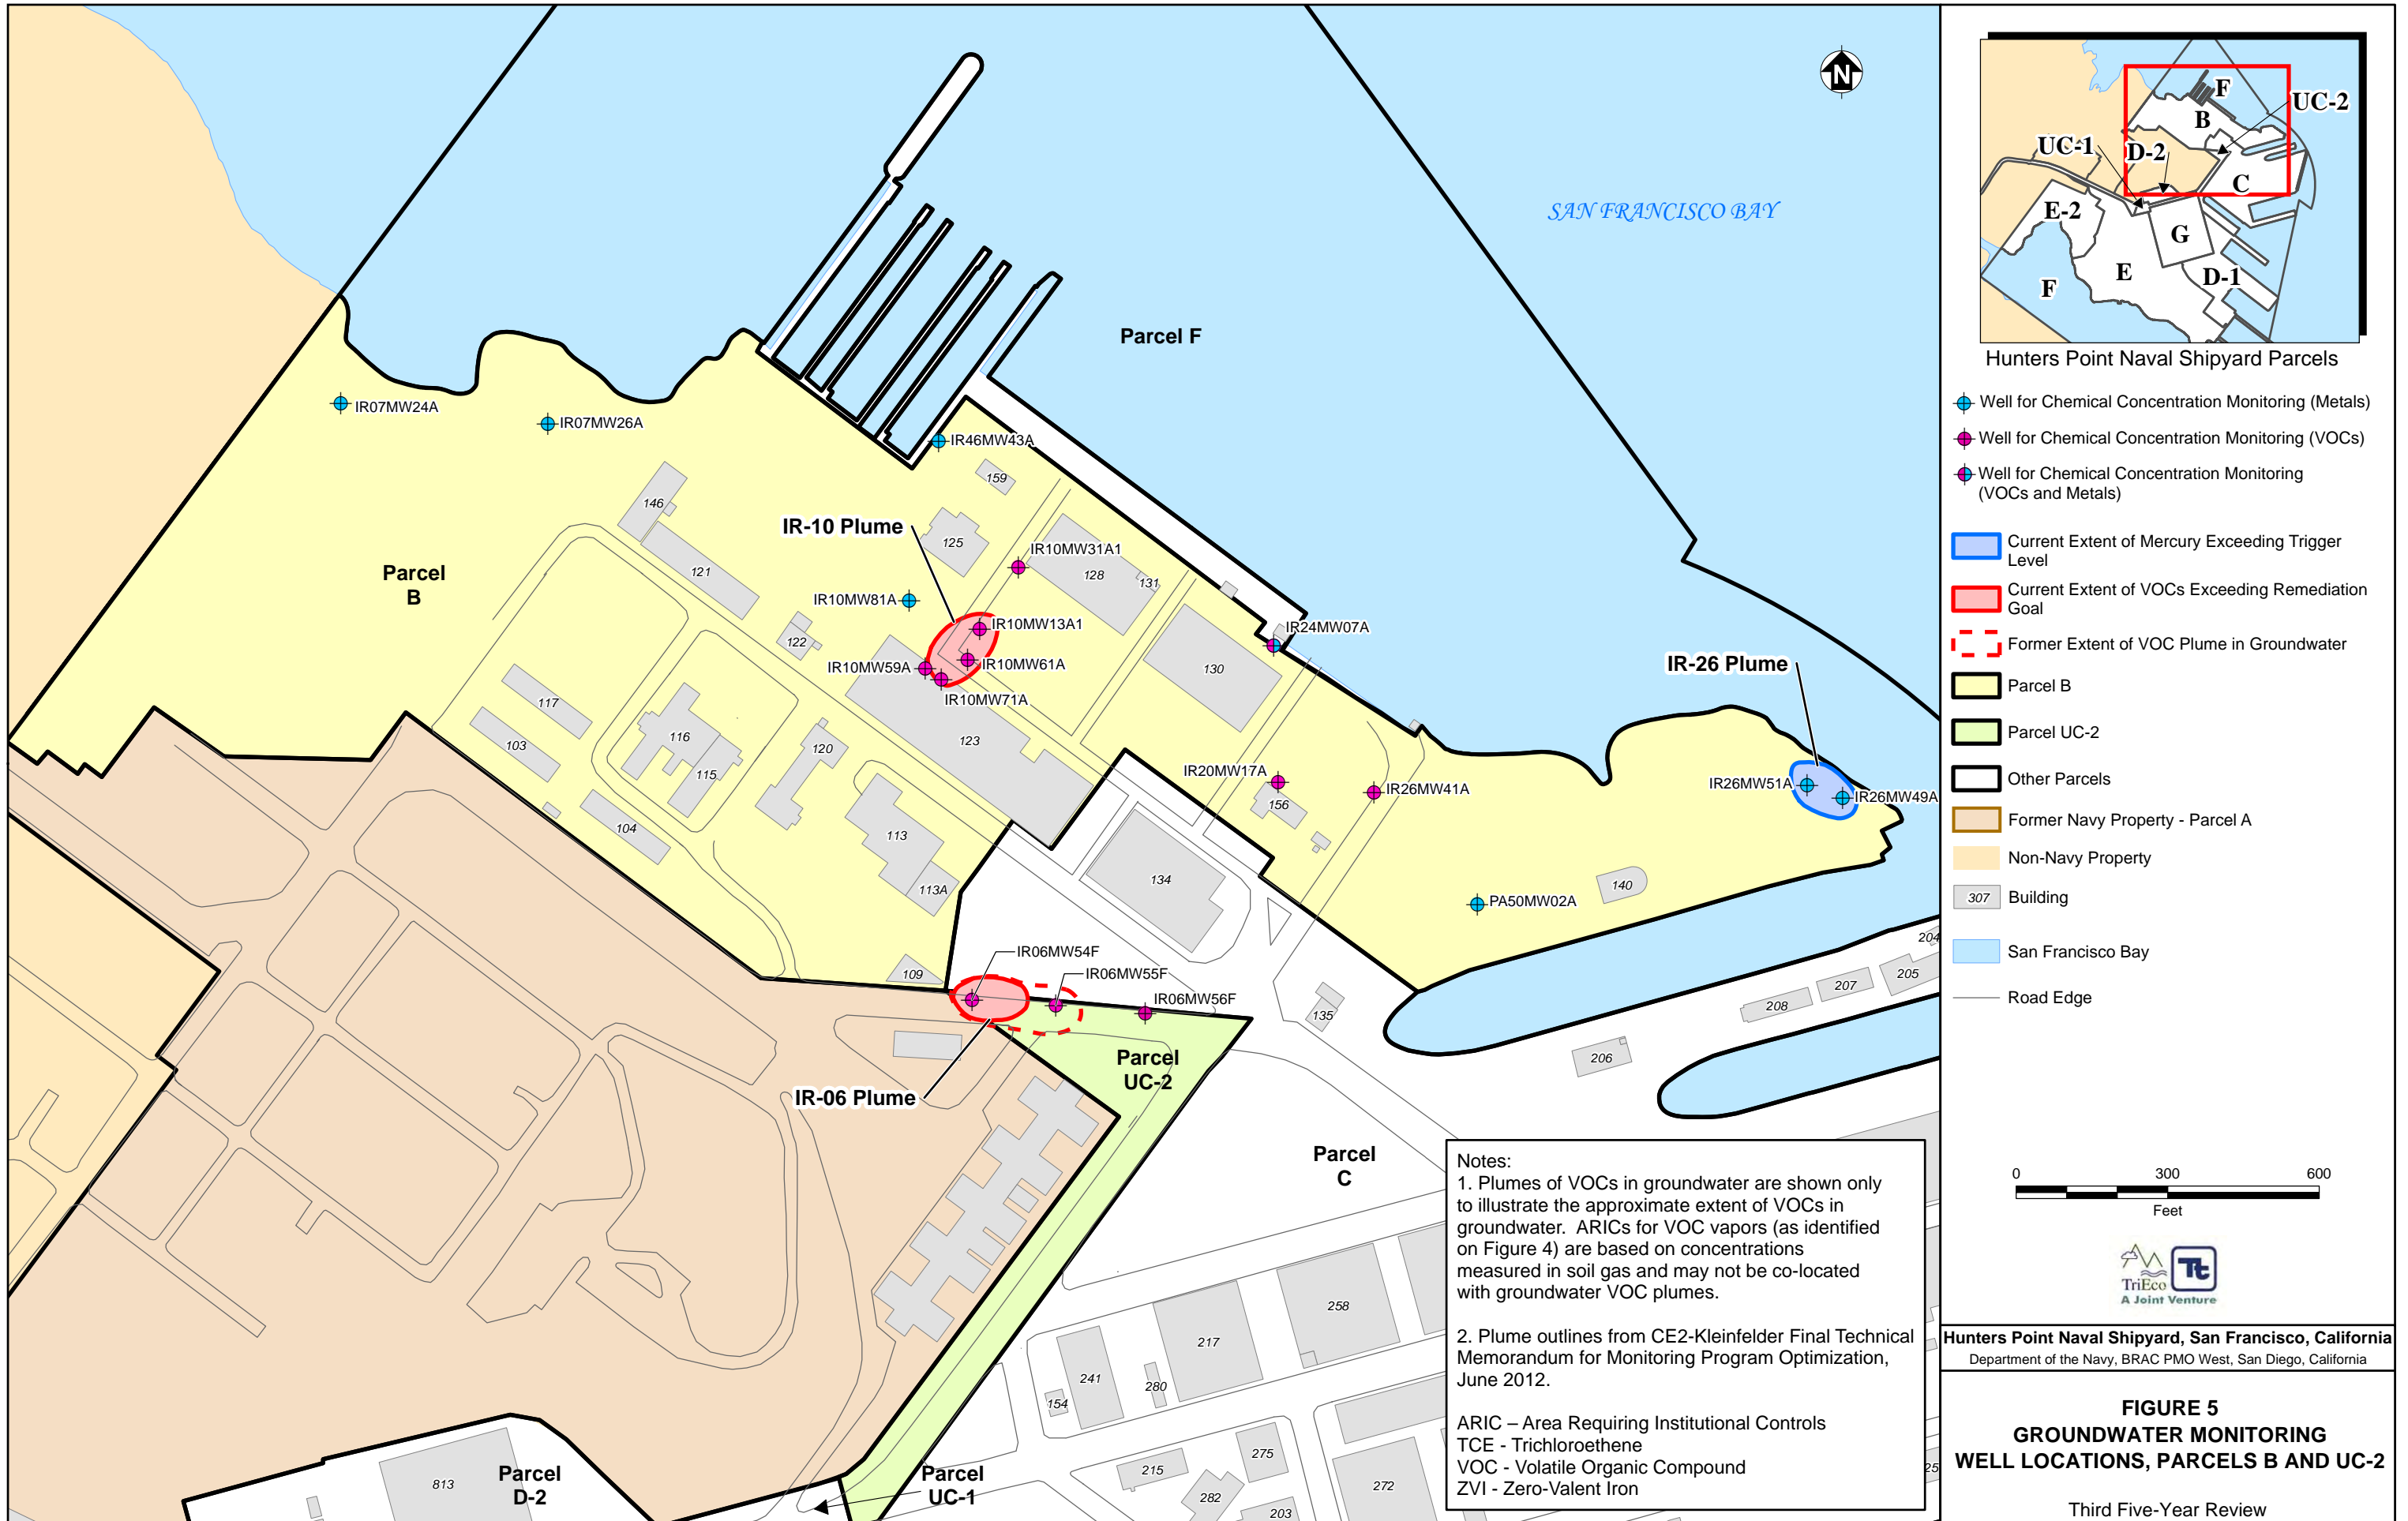 N
SAN FRANCISCO BAY
Parcel F
IR07MW24A
IR07MW26A
IR46MW43A
159
146
IR-10 Plume
125
IR10MW31A1
128
131
121
Parcel
B
IR10MW81A
IR10MW13A1
122
IR24MW07A
IR10MW59A
IR10MW61A
130
IR-26 Plume
IR10MW71A
117
116
123
103
120
115
IR20MW17A
IR26MW41A
IR26MW51A
IR26MW49A
156
104
113
134
113A
140
PA50MW02A
204
IR06MW54F
109
IR06MW55F
205
207
IR06MW56F
208
135
Parcel
UC-2
206
IR-06 Plume
Parcel
C
258
217
241
280
154
275
215
272
282
203
25
813
Parcel
D-2
Parcel
UC-1
Notes:
1. Plumes of VOCs in groundwater are shown only
to illustrate the approximate extent of VOCs in
groundwater. ARICs for VOC vapors (as identified
on Figure 4) are based on concentrations
measured in soil gas and may not be co-located
with groundwater VOC plumes.
2. Plume outlines from CE2-Kleinfelder Final Technical
Memorandum for Monitoring Program Optimization,
June 2012.
ARIC – Area Requiring Institutional Controls
TCE - Trichloroethene
VOC - Volatile Organic Compound
ZVI - Zero-Valent Iron
F
UC-2
B
UC-1
D-2
C
E-2
G
E
D-1
F
Hunters Point Naval Shipyard Parcels
Well for Chemical Concentration Monitoring (Metals)
Well for Chemical Concentration Monitoring (VOCs)
Well for Chemical Concentration Monitoring
(VOCs and Metals)
Current Extent of Mercury Exceeding Trigger
Level
Current Extent of VOCs Exceeding Remediation
Goal
Former Extent of VOC Plume in Groundwater
Parcel B
Parcel UC-2
Other Parcels
Former Navy Property - Parcel A
Non-Navy Property
307 Building
San Francisco Bay
Road Edge
0 300 600
Feet
TriEco Tt
A Joint Venture
Hunters Point Naval Shipyard, San Francisco, California
Department of the Navy, BRAC PMO West, San Diego, California
FIGURE 5
GROUNDWATER MONITORING
WELL LOCATIONS, PARCELS B AND UC-2
Third Five-Year Review